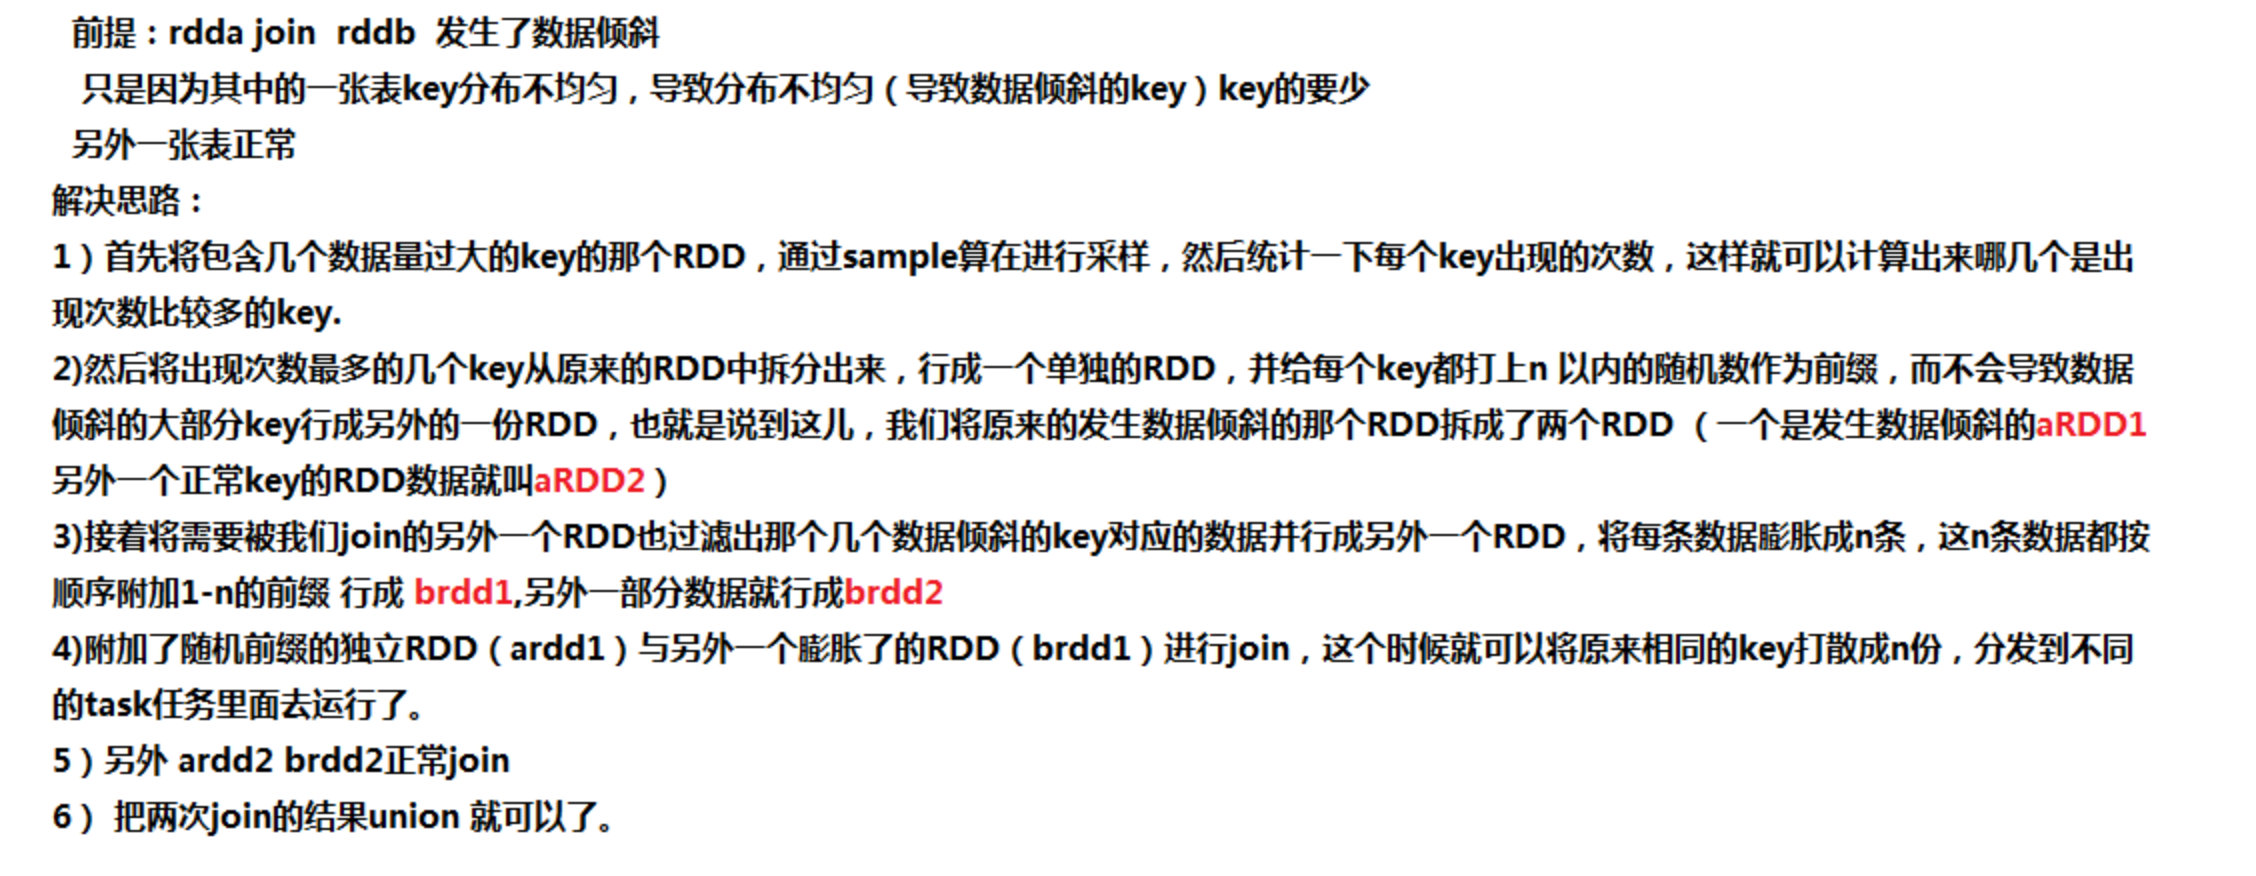 前提：rdda join  rddb  发生了数据倾斜
只是因为其中的一张表key分布不均匀，导致分布不均匀（导致数据倾斜的key）key的要少
另外一张表正常
解决思路：
1）首先将包含几个数据量过大的key的那个RDD，通过sample算在进行采样，然后统计一下每个key出现的次数，这样就可以计算出来哪几个是出
现次数比较多的key.
2)然后将出现次数最多的几个key从原来的RDD中拆分出来，行成一个单独的RDD，并给每个key都打上n 以内的随机数作为前缀，而不会导致数据
倾斜的大部分key行成另外的一份RDD，也就是说到这儿，我们将原来的发生数据倾斜的那个RDD拆成了两个RDD （一个是发生数据倾斜的aRDD1
另外一个正常key的RDD数据就叫aRDD2）
3)接着将需要被我们join的另外一个RDD也过滤出那个几个数据倾斜的key对应的数据并行成另外一个RDD，将每条数据膨胀成n条，这n条数据都按
顺序附加1-n的前缀 行成 brdd1,另外一部分数据就行成brdd2
4)附加了随机前缀的独立RDD（ardd1）与另外一个膨胀了的RDD（brdd1）进行join，这个时候就可以将原来相同的key打散成n份，分发到不同
的task任务里面去运行了。
5）另外 ardd2 brdd2正常join
6） 把两次join的结果union 就可以了。